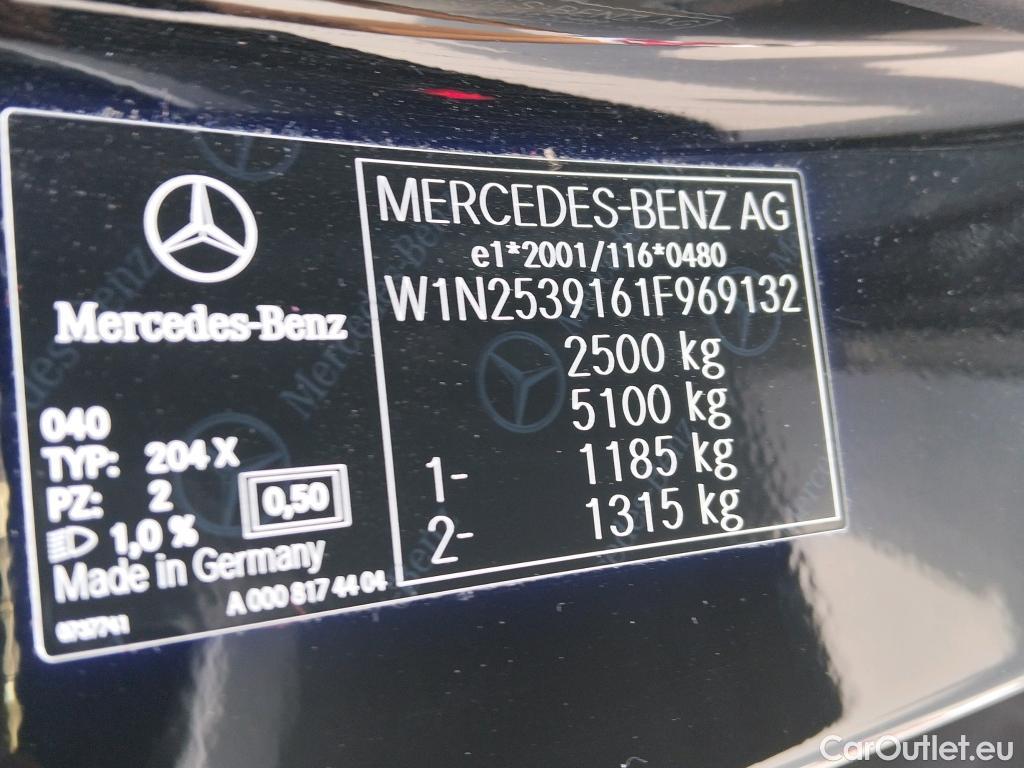 Mercedes-Benz
040
TYP: 204 X
PZ: 2
0,50
1,0 %
Made in Germany
A 000 817 44 04
MERCEDES-BENZ AG
e1*2001/116*0480
W1N2539161F969132
2500 kg
5100 kg
1- 1185 kg
2- 1315 kg
CarOutlet.eu